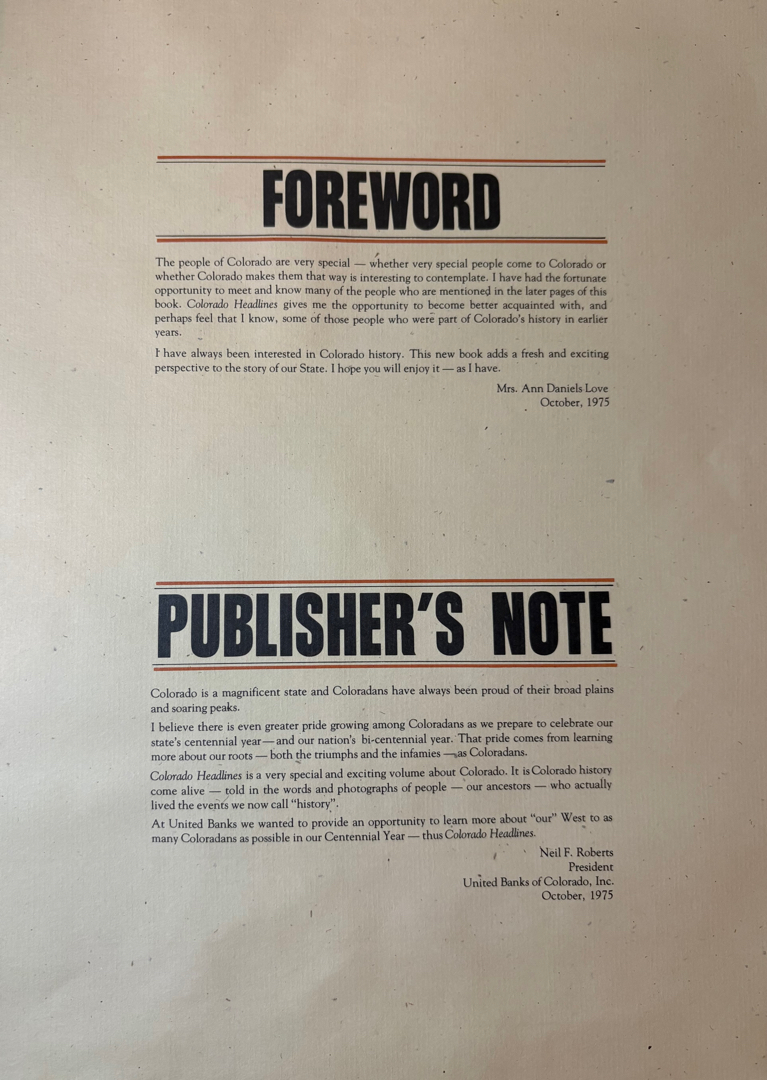 FOREWORD
The people of Colorado are very special — whether very special people come to Colorado or
whether Colorado makes them that way is interesting to contemplate. I have had the fortunate
opportunity to meet and know many of the people who are mentioned in the later pages of this
book. Colorado Headlines gives me the opportunity to become better acquainted with, and
perhaps feel that I know, some of those people who were part of Colorado's history in earlier
years.
I have always been interested in Colorado history. This new book adds a fresh and exciting
perspective to the story of our State. I hope you will enjoy it — as I have.
Mrs. Ann Daniels Love
October, 1975
PUBLISHER'S NOTE
Colorado is a magnificent state and Coloradans have always been proud of their broad plains
and soaring peaks.
I believe there is even greater pride growing among Coloradans as we prepare to celebrate our
state's centennial year — and our nation's bi-centennial year. That pride comes from learning
more about our roots — both the triumphs and the infamies — as Coloradans.
Colorado Headlines is a very special and exciting volume about Colorado. It is Colorado history
come alive — told in the words and photographs of people — our ancestors — who actually
lived the events we now call "history".
At United Banks we wanted to provide an opportunity to learn more about "our" West to as
many Coloradans as possible in our Centennial Year — thus Colorado Headlines.
Neil F. Roberts
President
United Banks of Colorado, Inc.
October, 1975